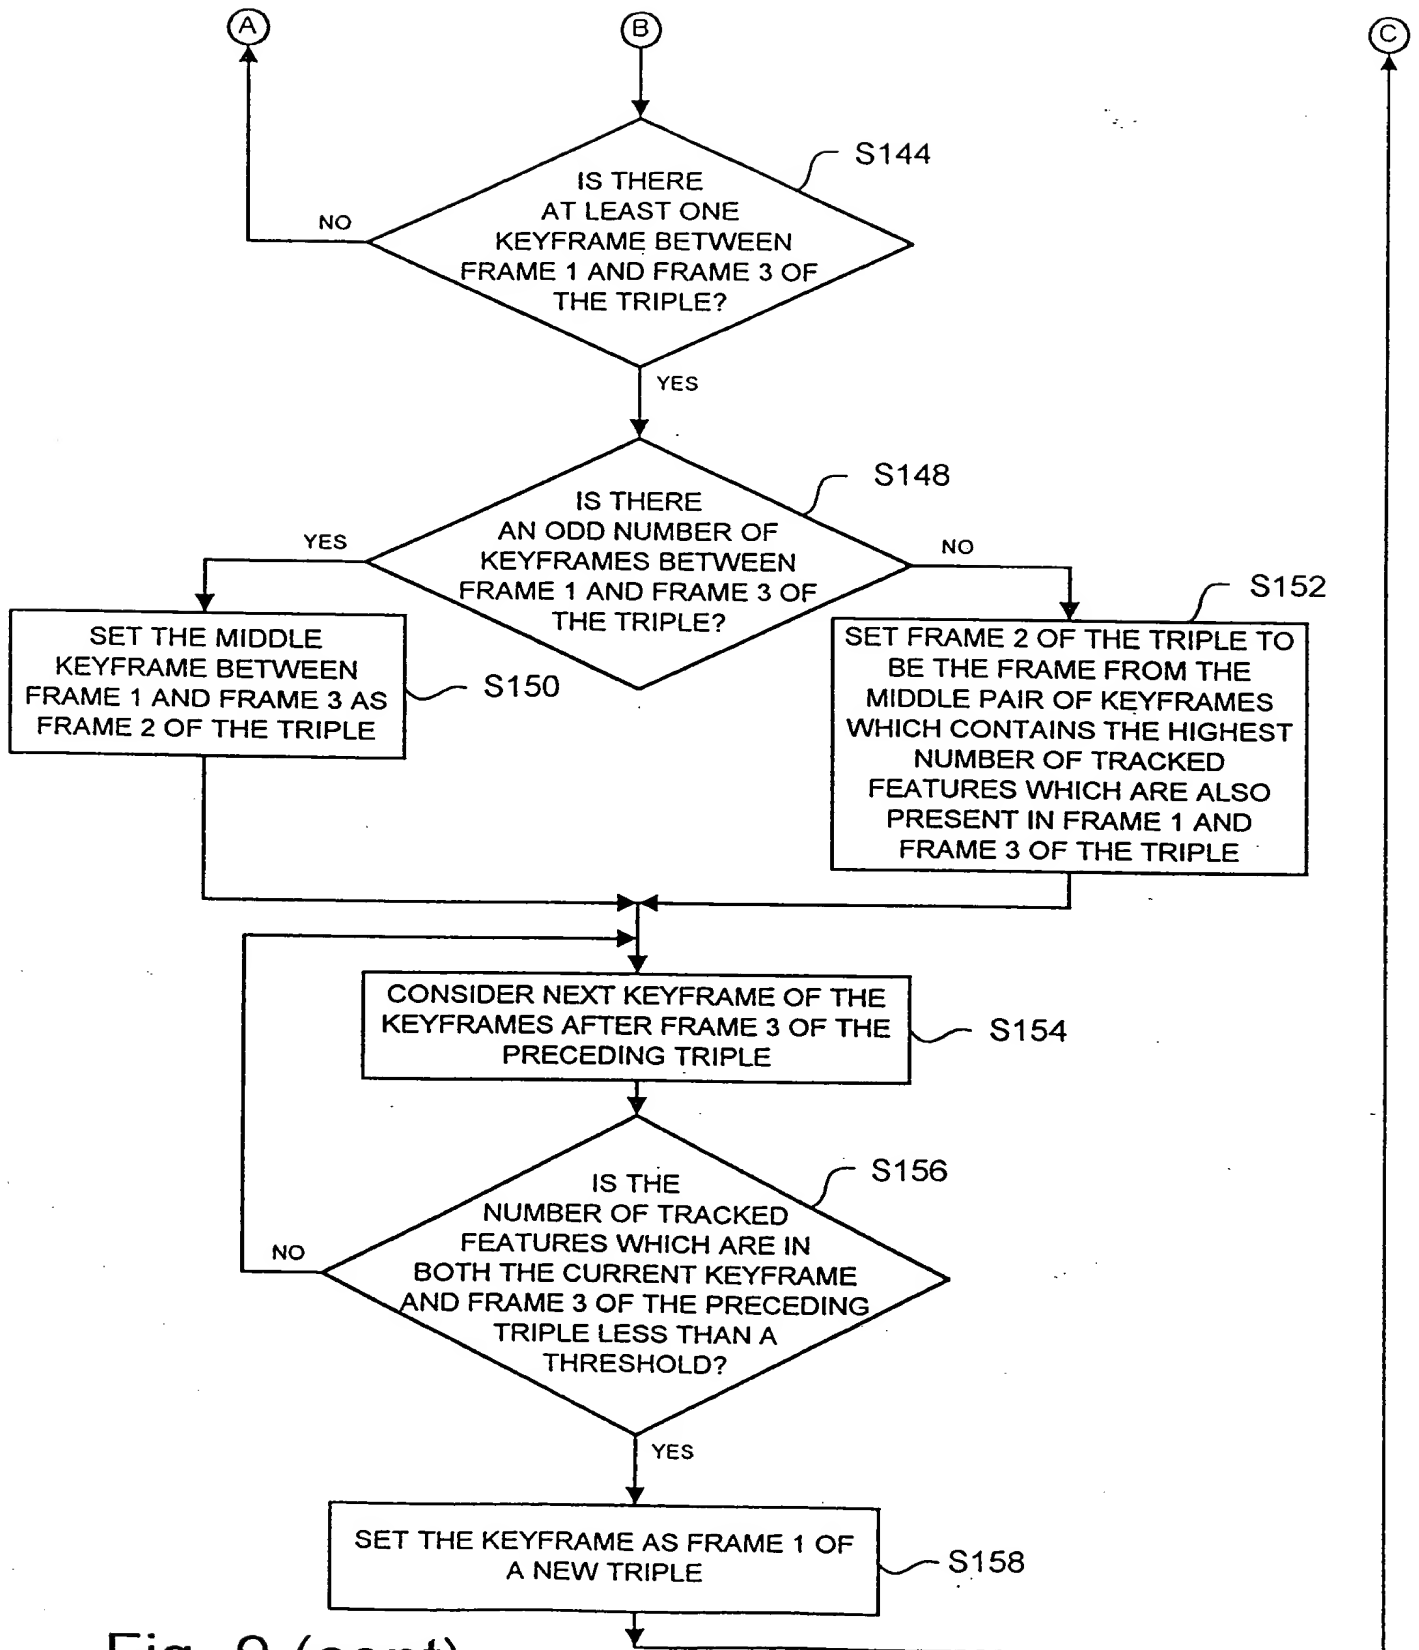 A
B
C
S144
IS THERE
AT LEAST ONE
KEYFRAME BETWEEN
FRAME 1 AND FRAME 3 OF
THE TRIPLE?
NO
YES
S148
IS THERE
AN ODD NUMBER OF
KEYFRAMES BETWEEN
FRAME 1 AND FRAME 3 OF
THE TRIPLE?
YES
NO
SET THE MIDDLE
KEYFRAME BETWEEN
FRAME 1 AND FRAME 3 AS
FRAME 2 OF THE TRIPLE
S150
S152
SET FRAME 2 OF THE TRIPLE TO
BE THE FRAME FROM THE
MIDDLE PAIR OF KEYFRAMES
WHICH CONTAINS THE HIGHEST
NUMBER OF TRACKED
FEATURES WHICH ARE ALSO
PRESENT IN FRAME 1 AND
FRAME 3 OF THE TRIPLE
CONSIDER NEXT KEYFRAME OF THE
KEYFRAMES AFTER FRAME 3 OF THE
PRECEDING TRIPLE
S154
S156
IS THE
NUMBER OF TRACKED
FEATURES WHICH ARE IN
BOTH THE CURRENT KEYFRAME
AND FRAME 3 OF THE PRECEDING
TRIPLE LESS THAN A
THRESHOLD?
NO
YES
SET THE KEYFRAME AS FRAME 1 OF
A NEW TRIPLE
S158
Fig. 9 (cont)